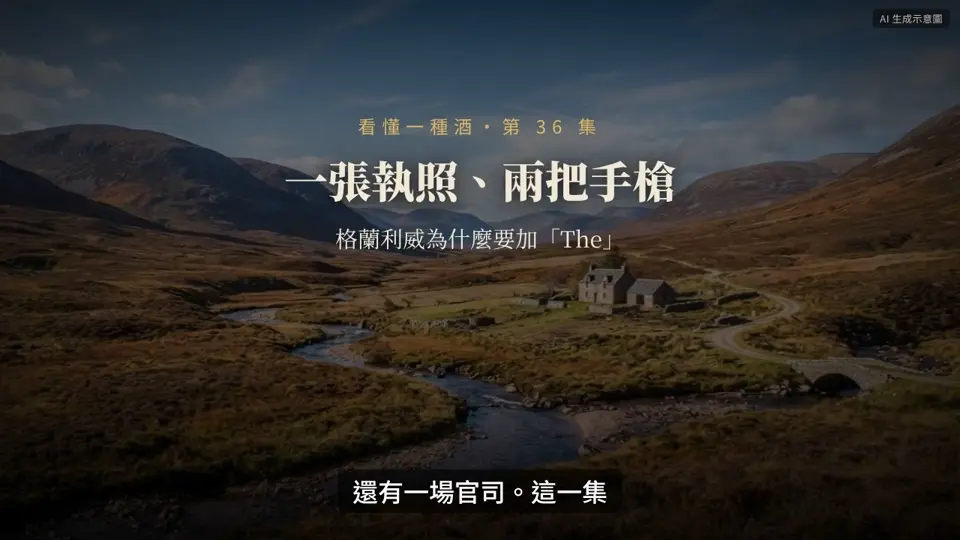 AI 生成示意圖
看懂一種酒・第 36 集
一張執照、兩把手槍
格蘭利威為什麼要加「The」
還有一場官司。這一集